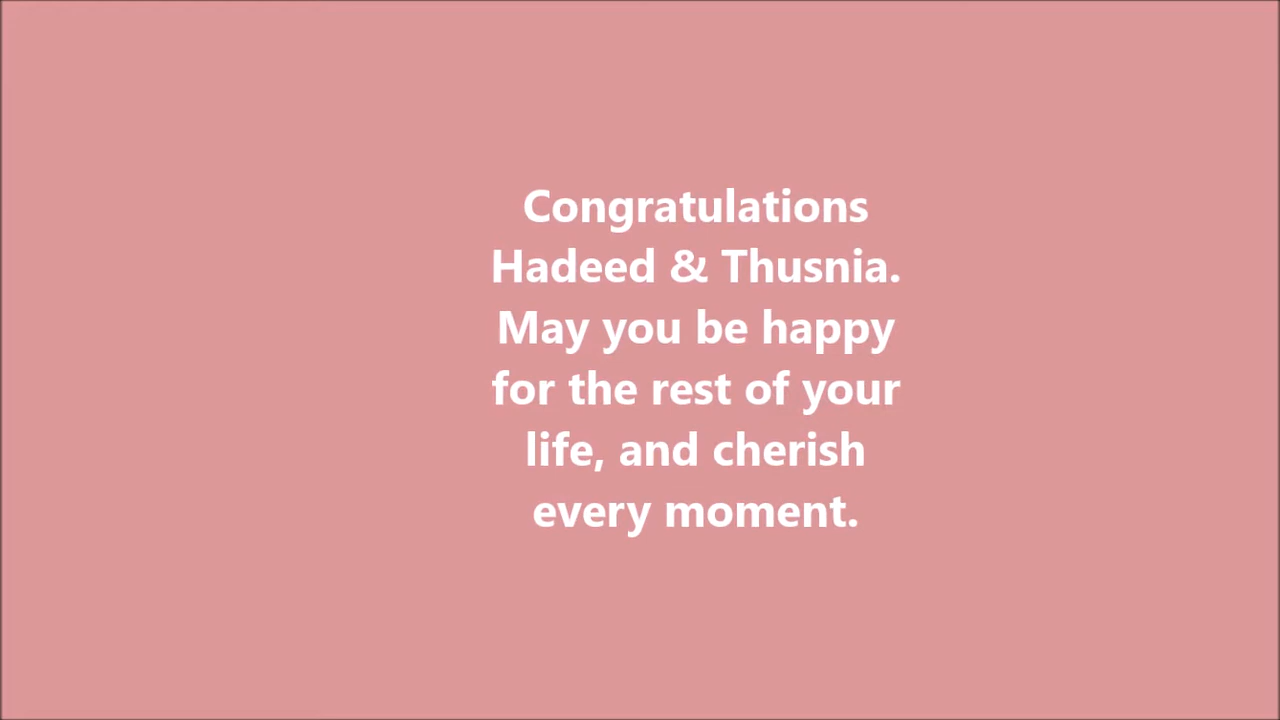 Congratulations
Hadeed & Thusnia.
May you be happy
for the rest of your
life, and cherish
every moment.